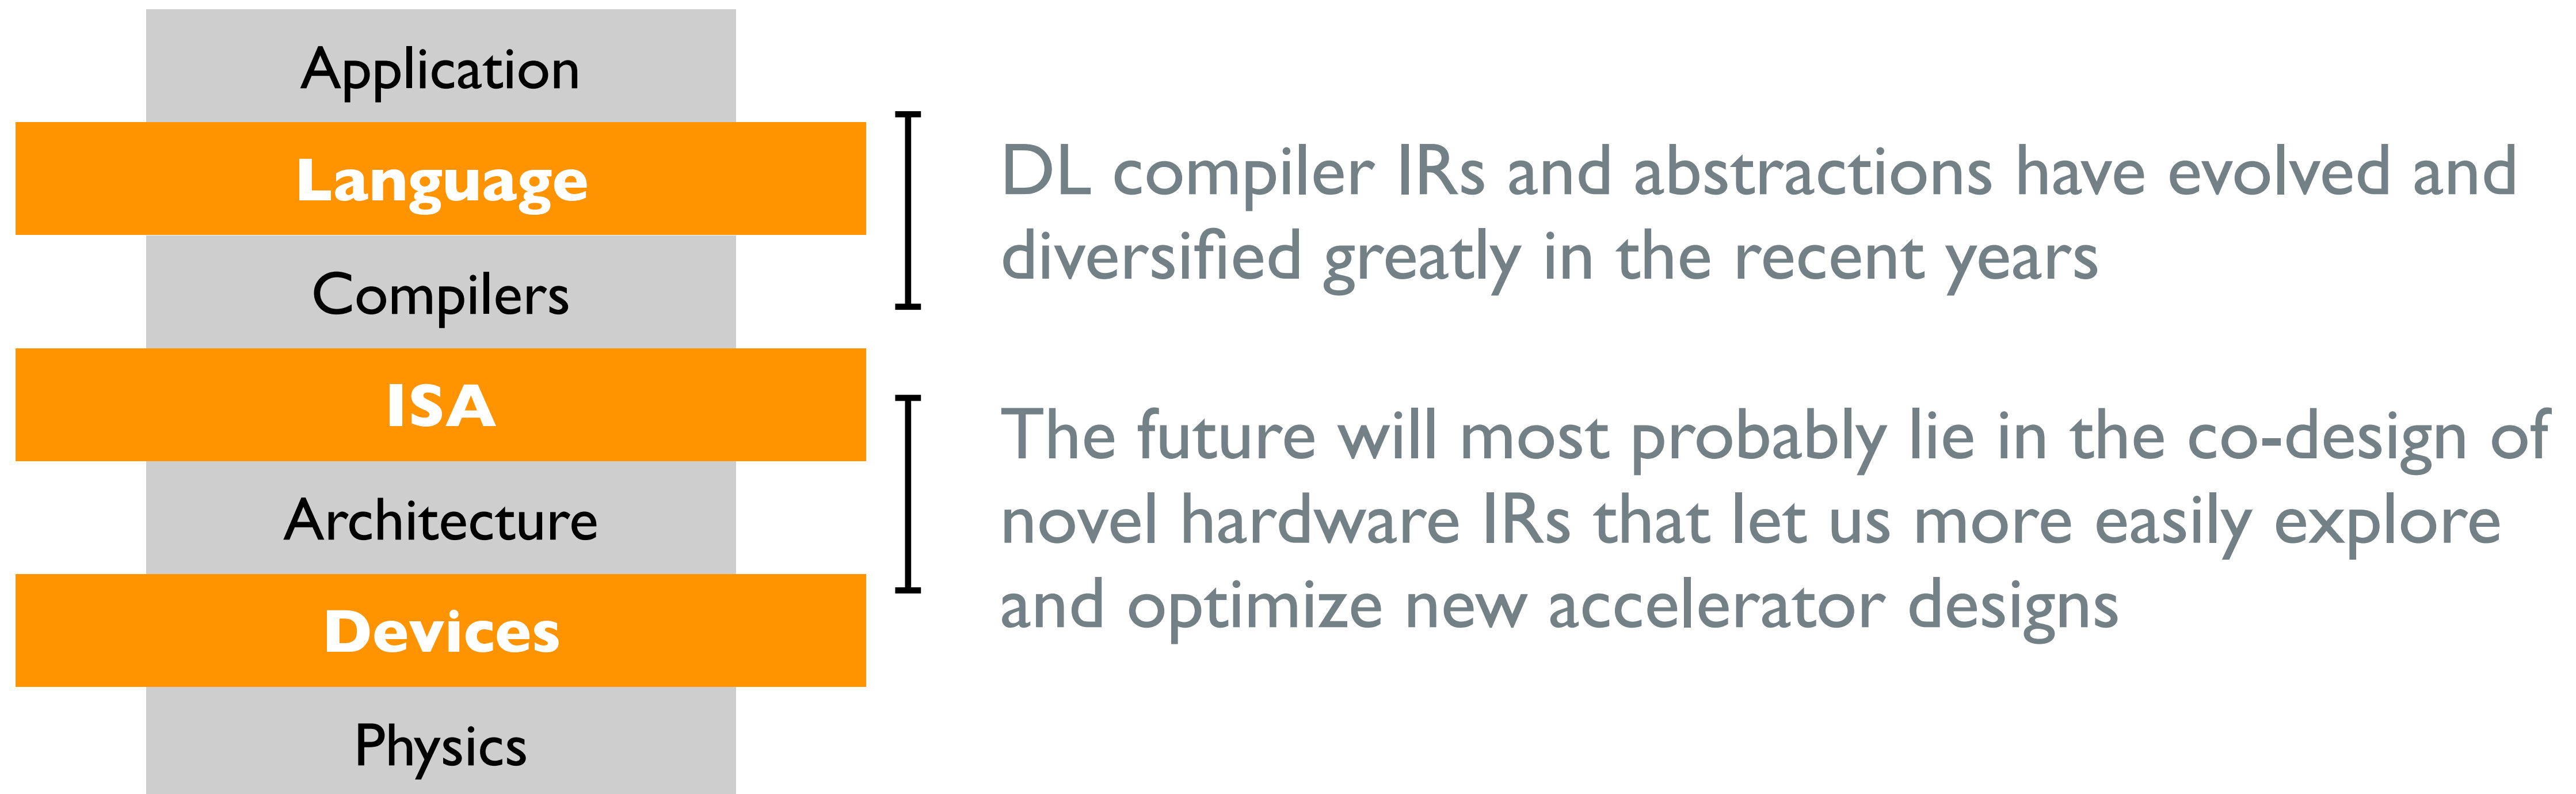 Application
Language
Compilers
ISA
Architecture
Devices
Physics
DL compiler IRs and abstractions have evolved and
diversified greatly in the recent years
The future will most probably lie in the co-design of
novel hardware IRs that let us more easily explore
and optimize new accelerator designs